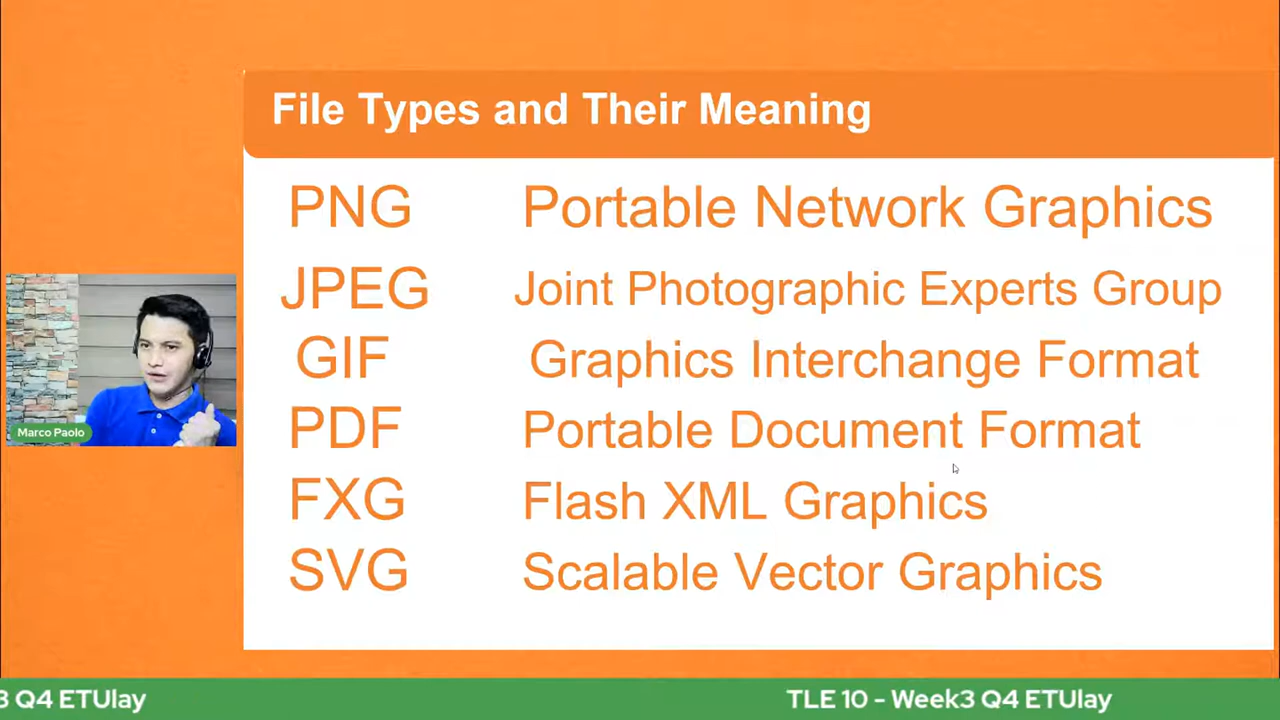 File Types and Their Meaning
PNG Portable Network Graphics
JPEG Joint Photographic Experts Group
GIF Graphics Interchange Format
PDF Portable Document Format
FXG Flash XML Graphics
SVG Scalable Vector Graphics
Marco Paolo
3 Q4 ETUlay TLE 10 - Week3 Q4 ETUlay